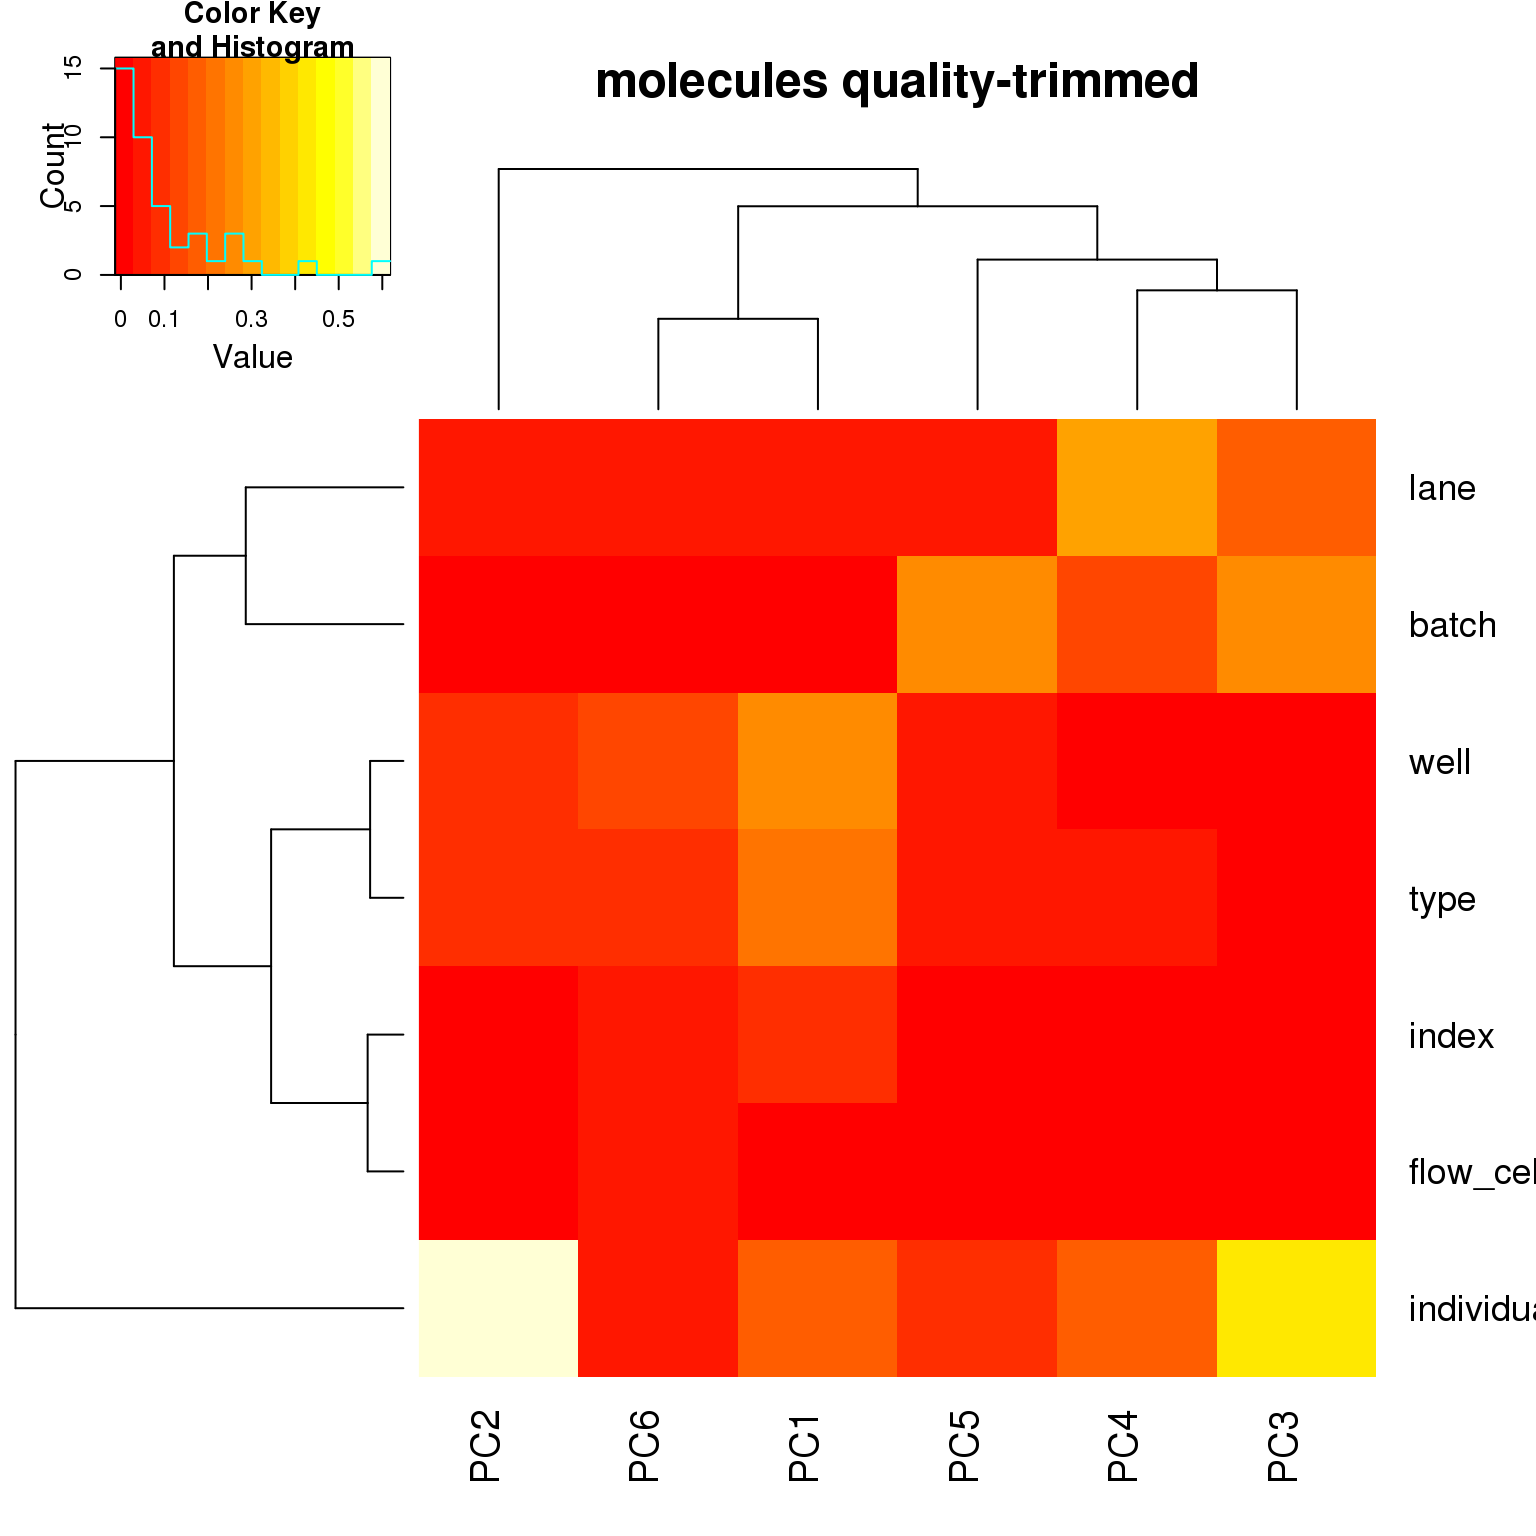 Color Key
and Histogram
15
10
5
0
Count
0 0.1 0.3 0.5
Value
molecules quality-trimmed
lane
batch
well
type
index
flow_cel
individua
PC2 PC6 PC1 PC5 PC4 PC3